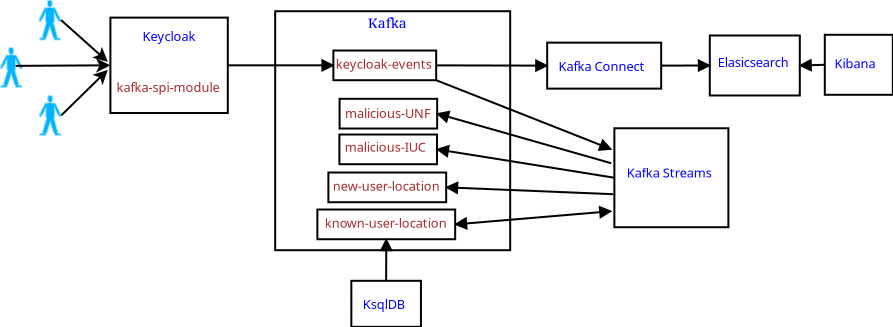 Kafka
Keycloak
kafka-spi-module
keycloak-events
malicious-UNF
malicious-IUC
new-user-location
known-user-location
KsqlDB
Kafka Connect
Elasicsearch
Kibana
Kafka Streams